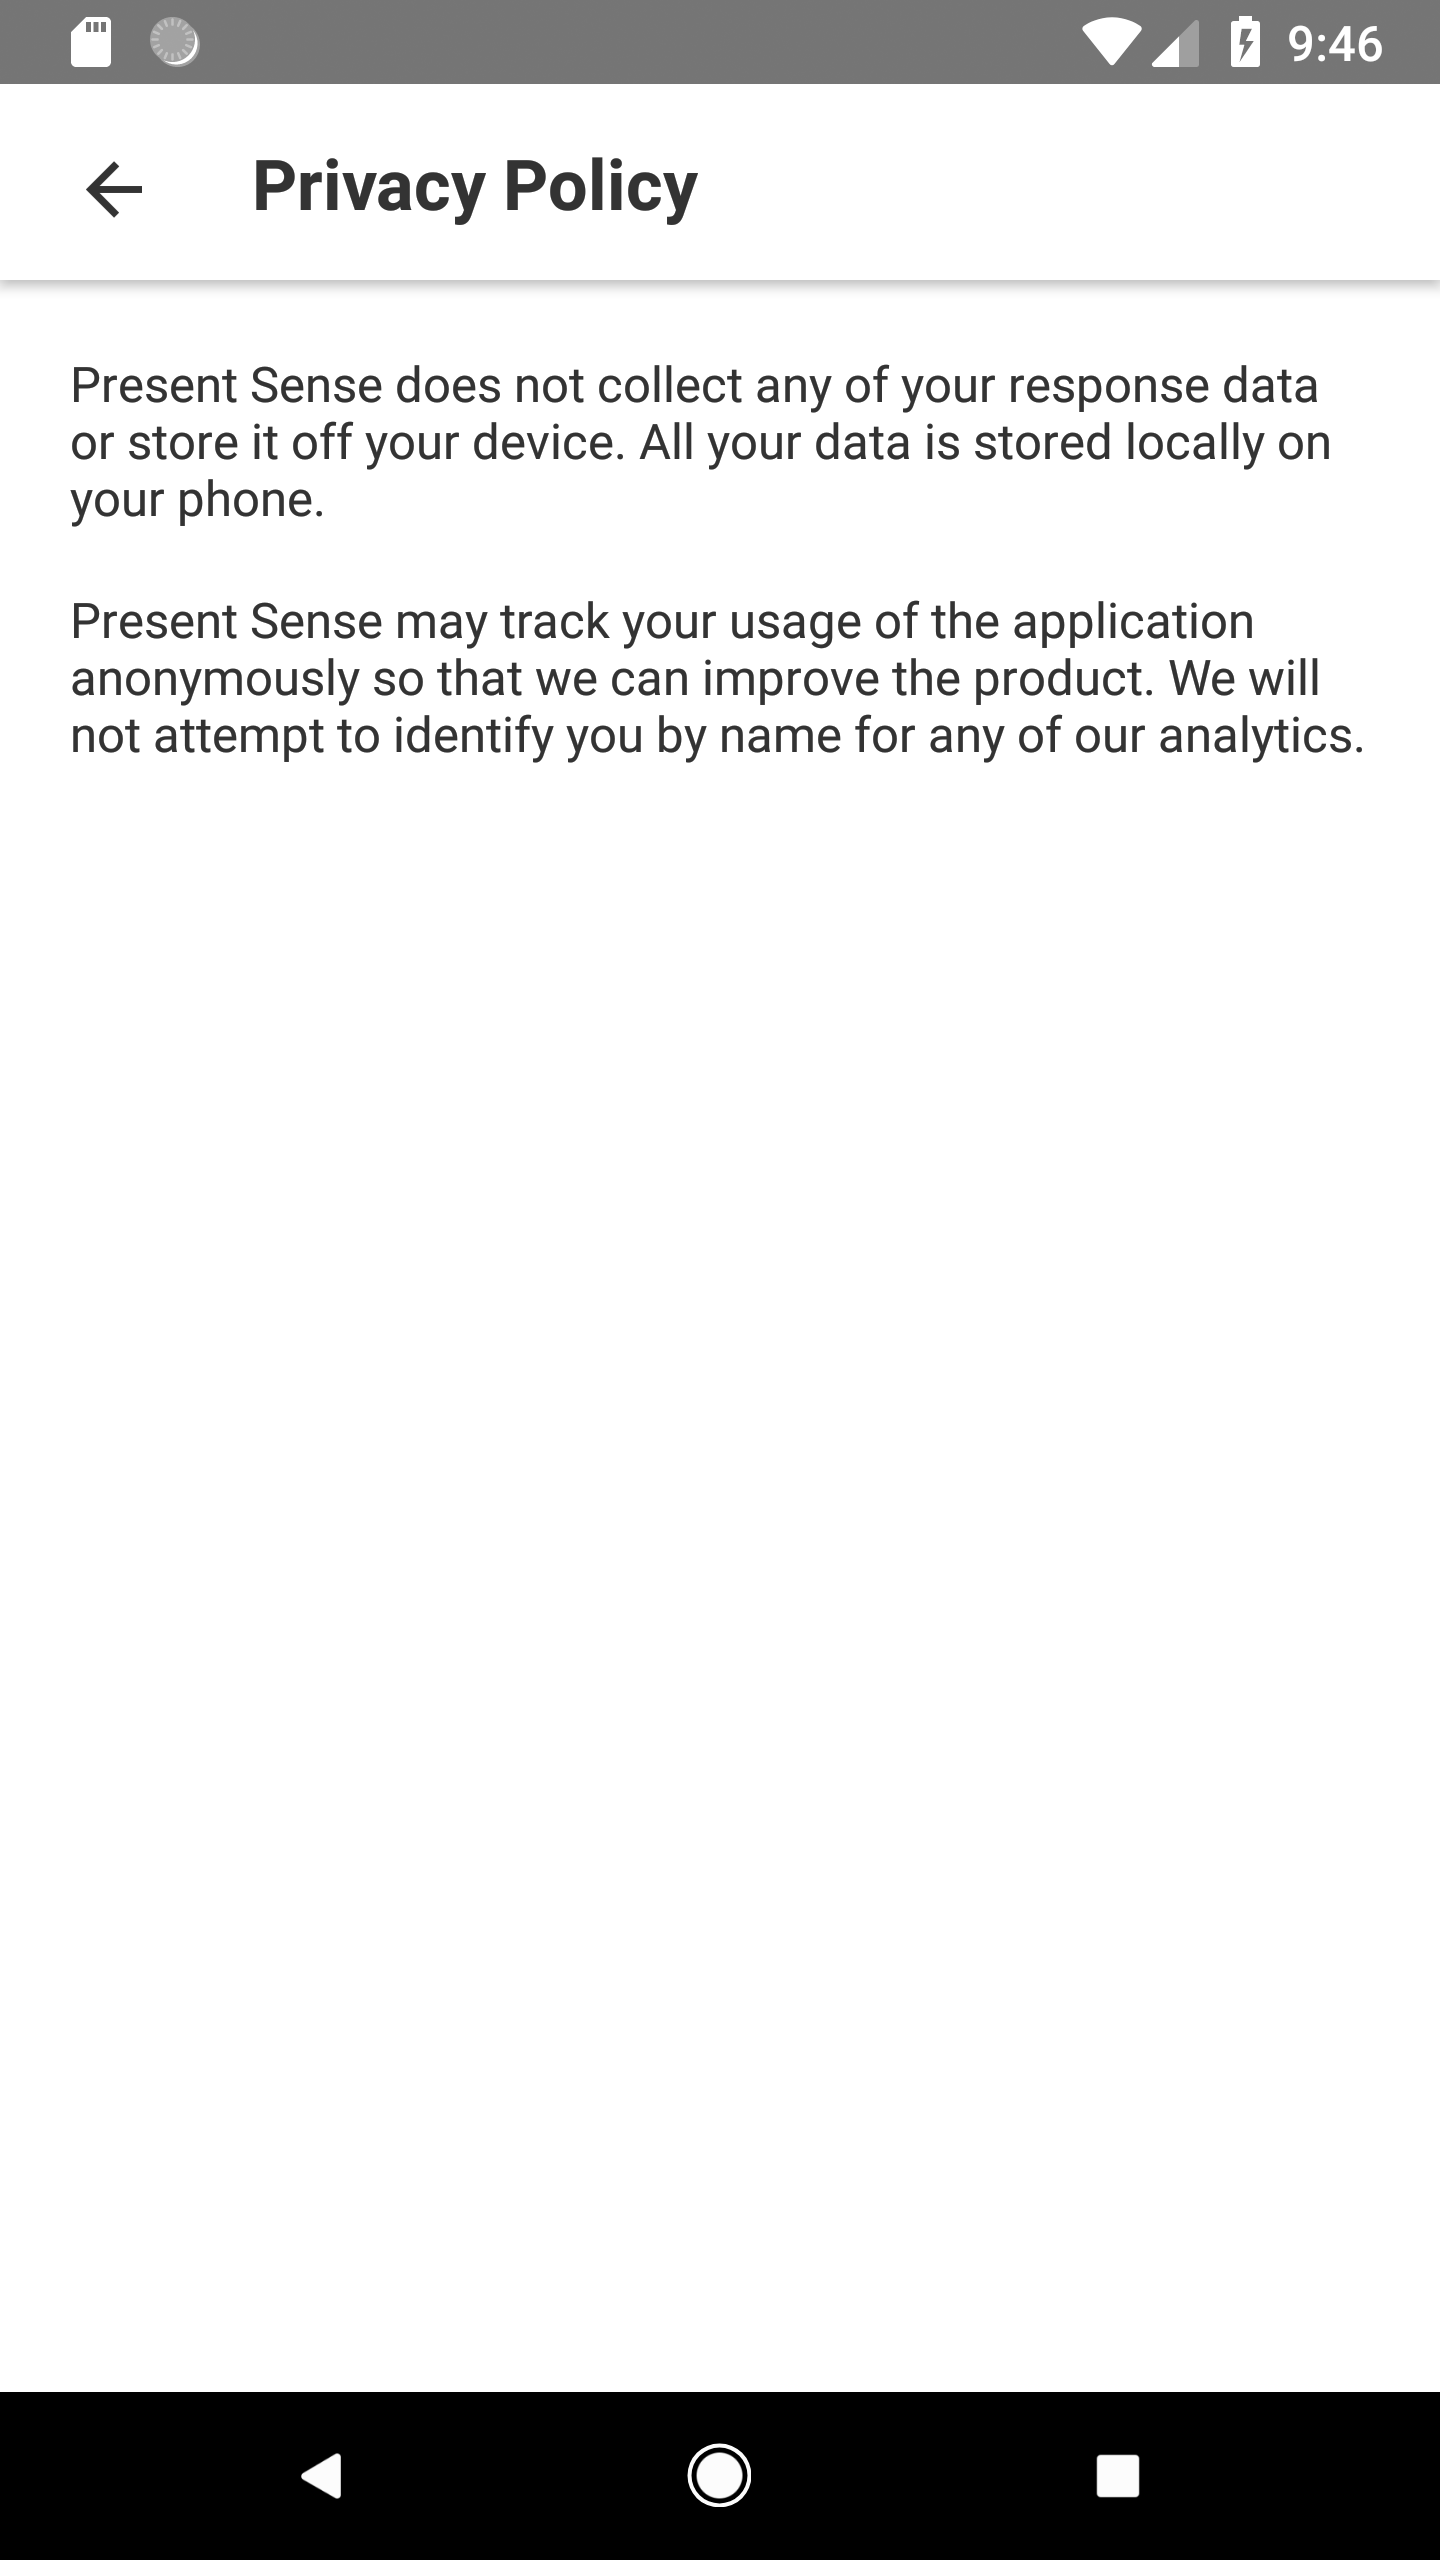 9:46
Privacy Policy
Present Sense does not collect any of your response data
or store it off your device. All your data is stored locally on
your phone.
Present Sense may track your usage of the application
anonymously so that we can improve the product. We will
not attempt to identify you by name for any of our analytics.